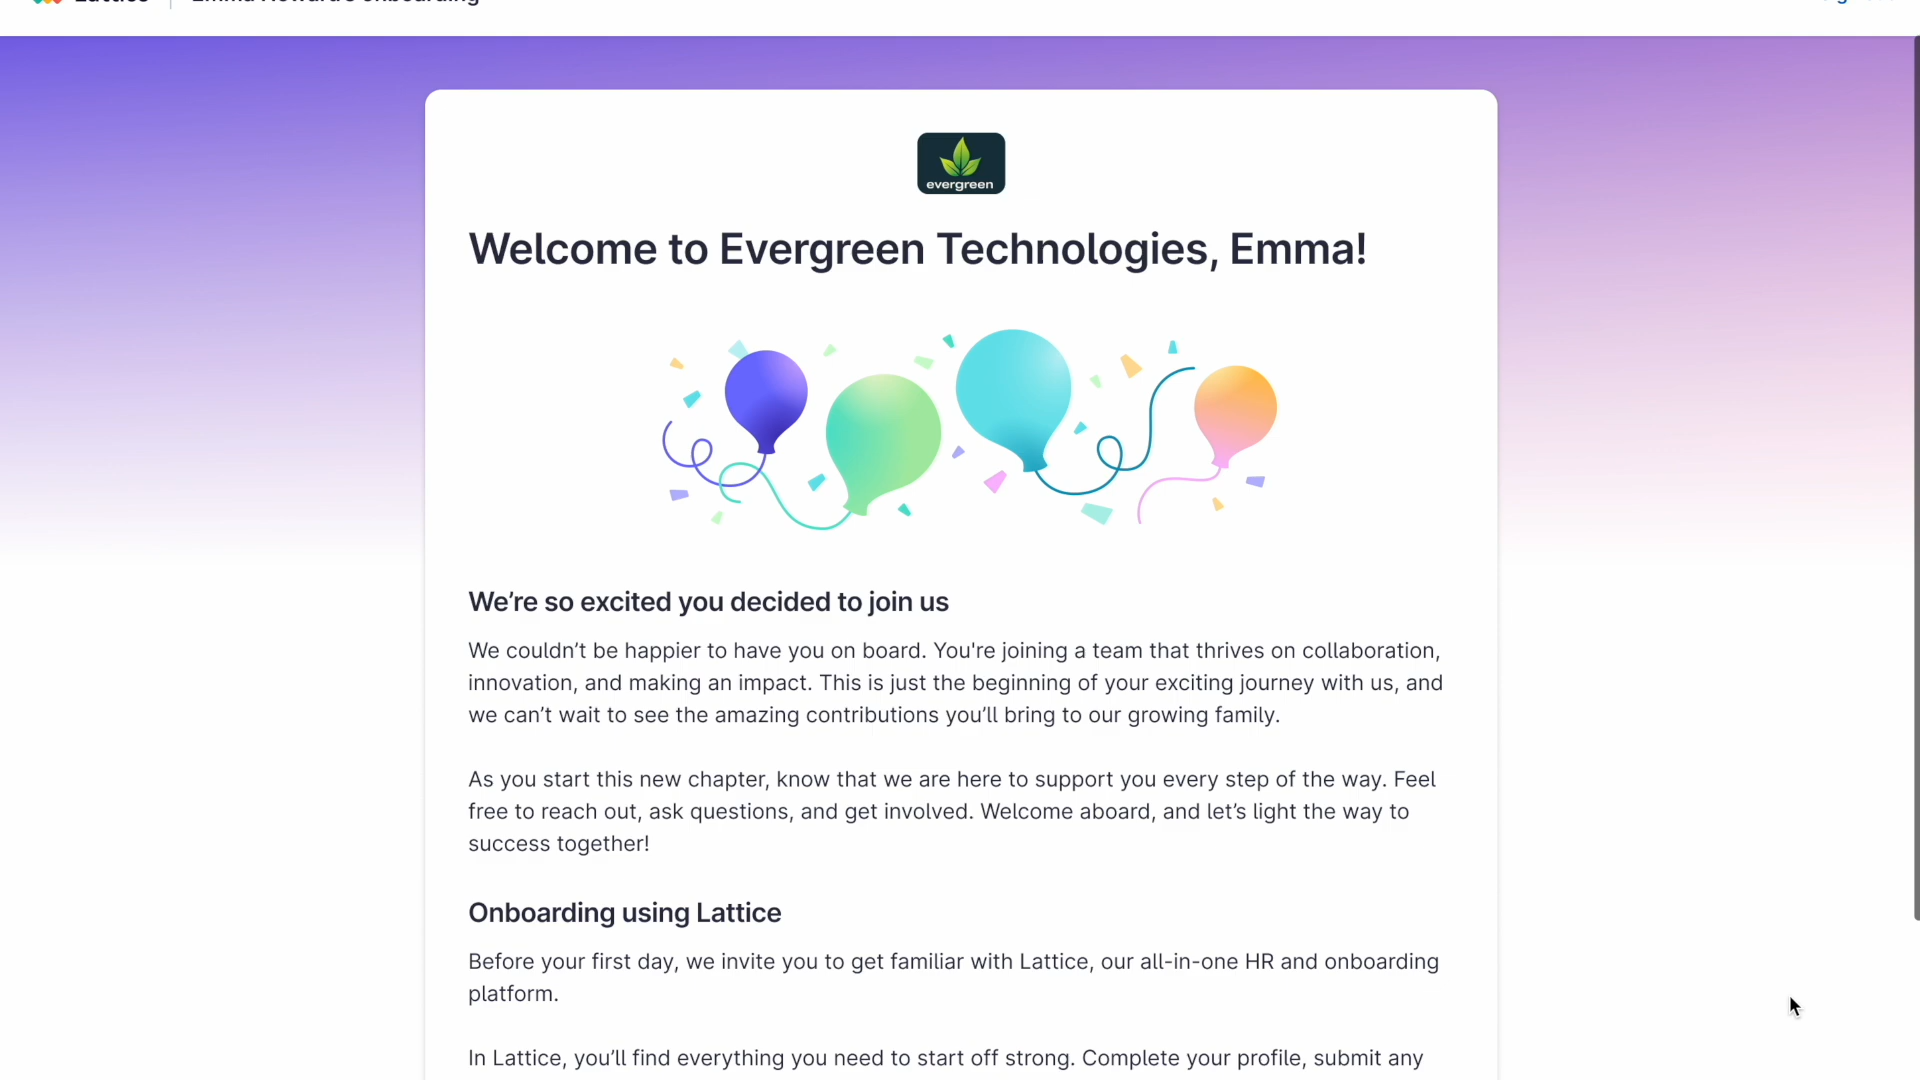 Lattice
Emma Howard's onboarding
evergreen
Welcome to Evergreen Technologies, Emma!
We’re so excited you decided to join us
We couldn’t be happier to have you on board. You're joining a team that thrives on collaboration,
innovation, and making an impact. This is just the beginning of your exciting journey with us, and
we can’t wait to see the amazing contributions you’ll bring to our growing family.
As you start this new chapter, know that we are here to support you every step of the way. Feel
free to reach out, ask questions, and get involved. Welcome aboard, and let’s light the way to
success together!
Onboarding using Lattice
Before your first day, we invite you to get familiar with Lattice, our all-in-one HR and onboarding
platform.
In Lattice, you’ll find everything you need to start off strong. Complete your profile, submit any